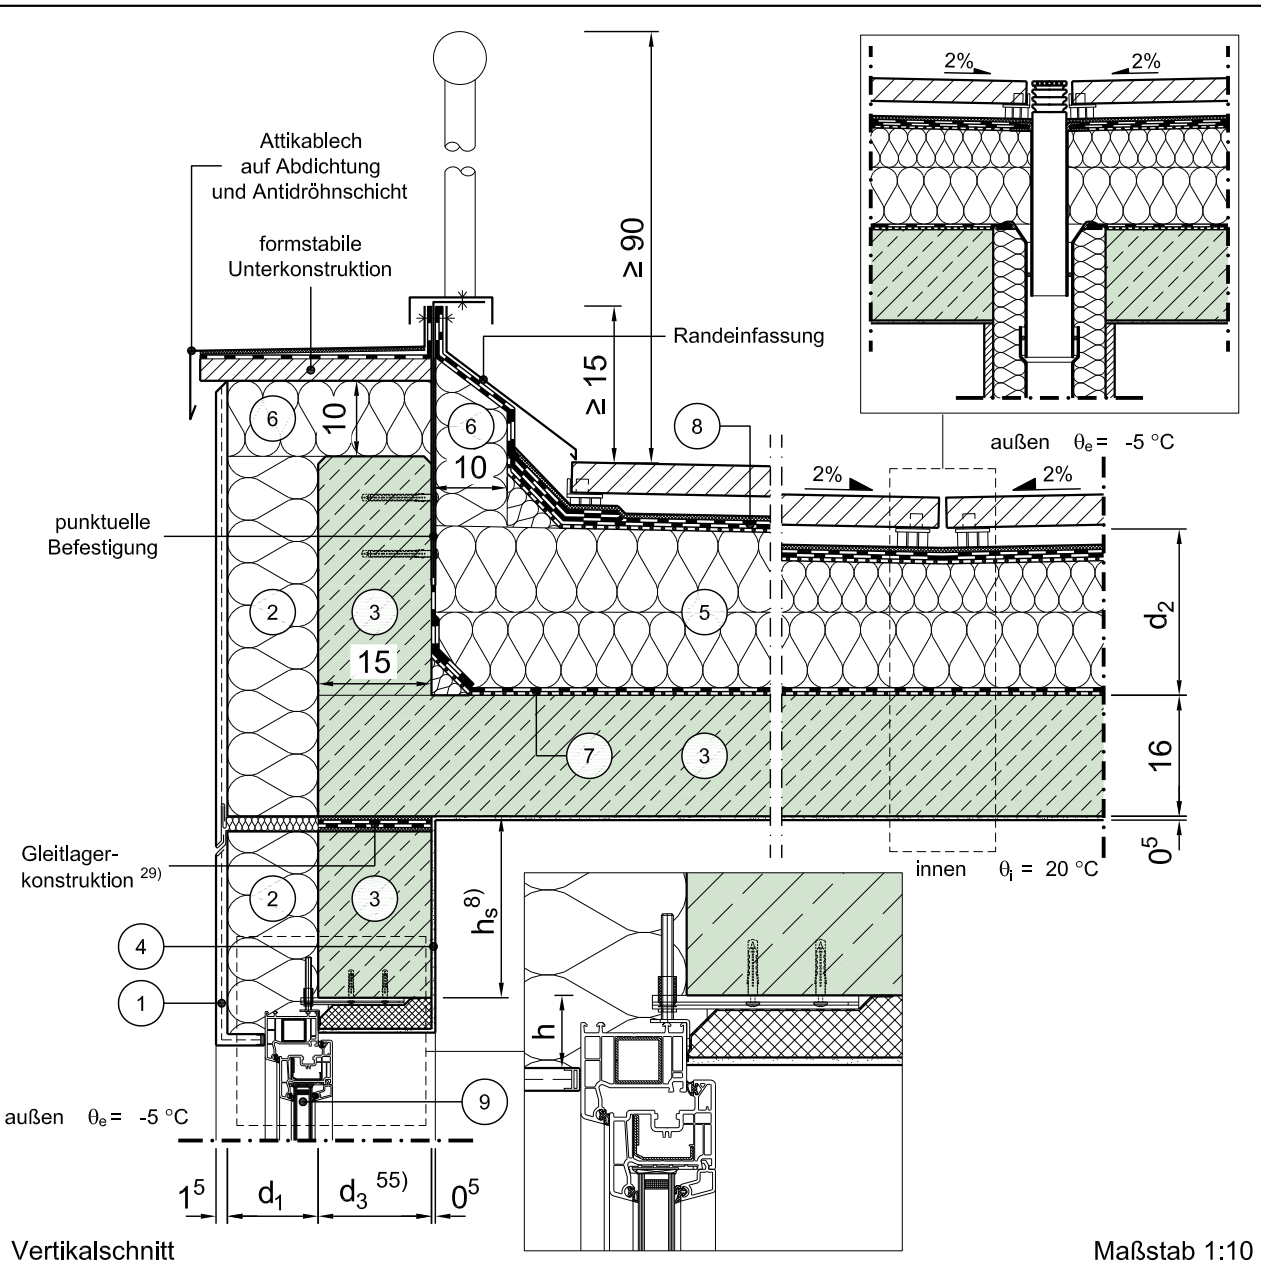 Attikablech
auf Abdichtung
und Antidröhnschicht
formstabile
Unterkonstruktion
≥ 90
≥ 15
Randeinfassung
2%
2%
6
10
6
10
8
außen θe = -5 °C
2%
2%
punktuelle
Befestigung
2
3
15
5
d2
7
3
16
Gleitlager-
konstruktion 29)
2
3
hs 8)
innen θi = 20 °C
0⁵
4
1
h
9
außen θe = -5 °C
1⁵
d1
d3 55)
0⁵
Vertikalschnitt
Maßstab 1:10